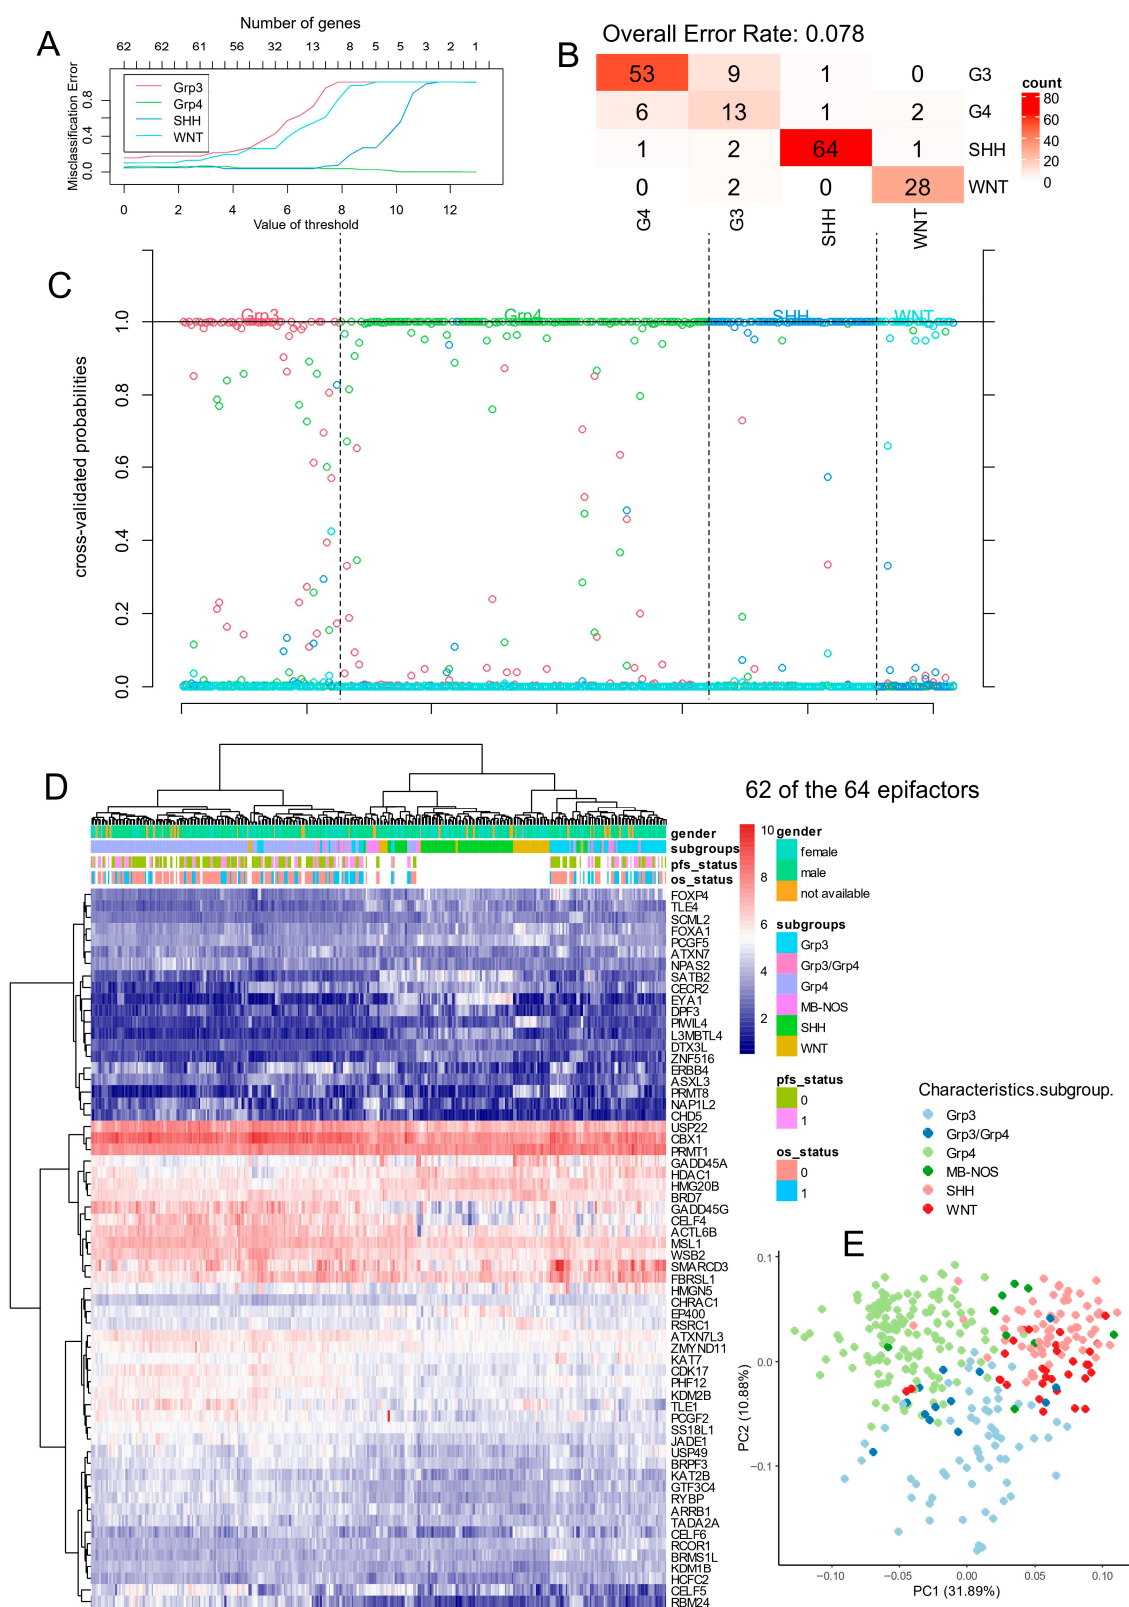 A
Number of genes
62 62 61 56 32 13 8 5 5 3 2 1
Misclassification Error
0.8
0.4
0.0
Grp3
Grp4
SHH
WNT
0 2 4 6 8 10 12
Value of threshold
B
Overall Error Rate: 0.078
53 9 1 0 G3
6 13 1 2 G4
1 2 64 1 SHH
0 2 0 28 WNT
G4 G3 SHH WNT
count
80
60
40
20
0
C
Grp3 Grp4 SHH WNT
cross-validated probabilities
1.0
0.8
0.6
0.4
0.2
0.0
D
62 of the 64 epifactors
gender
subgroups
pfs_status
os_status
FOXP4
TLE4
SCML2
FOXA1
PCGF5
ATXN7
NPAS2
SATB2
CECR2
EYA1
DPF3
PIWIL4
L3MBTL4
DTX3L
ZNF516
ERBB4
ASXL3
PRMT8
NAP1L2
CHD5
USP22
CBX1
PRMT1
GADD45A
HDAC1
HMG20B
BRD7
GADD45G
CELF4
ACTL6B
MSL1
WSB2
SMARCD3
FBRSL1
HMGN5
CHRAC1
EP400
RSRC1
ATXN7L3
ZMYND11
KAT7
CDK17
PHF12
KDM2B
TLE1
PCGF2
SS18L1
JADE1
USP49
BRPF3
KAT2B
GTF3C4
RYBP
ARRB1
TADA2A
CELF6
RCOR1
BRMS1L
KDM1B
HCFC2
CELF5
RBM24
10
8
6
4
2
gender
female
male
not available
subgroups
Grp3
Grp3/Grp4
Grp4
MB-NOS
SHH
WNT
pfs_status
0
1
os_status
0
1
Characteristics.subgroup.
Grp3
Grp3/Grp4
Grp4
MB-NOS
SHH
WNT
E
PC2 (10.88%)
0.1
0.0
−0.1
−0.10 −0.05 0.00 0.05 0.10
PC1 (31.89%)